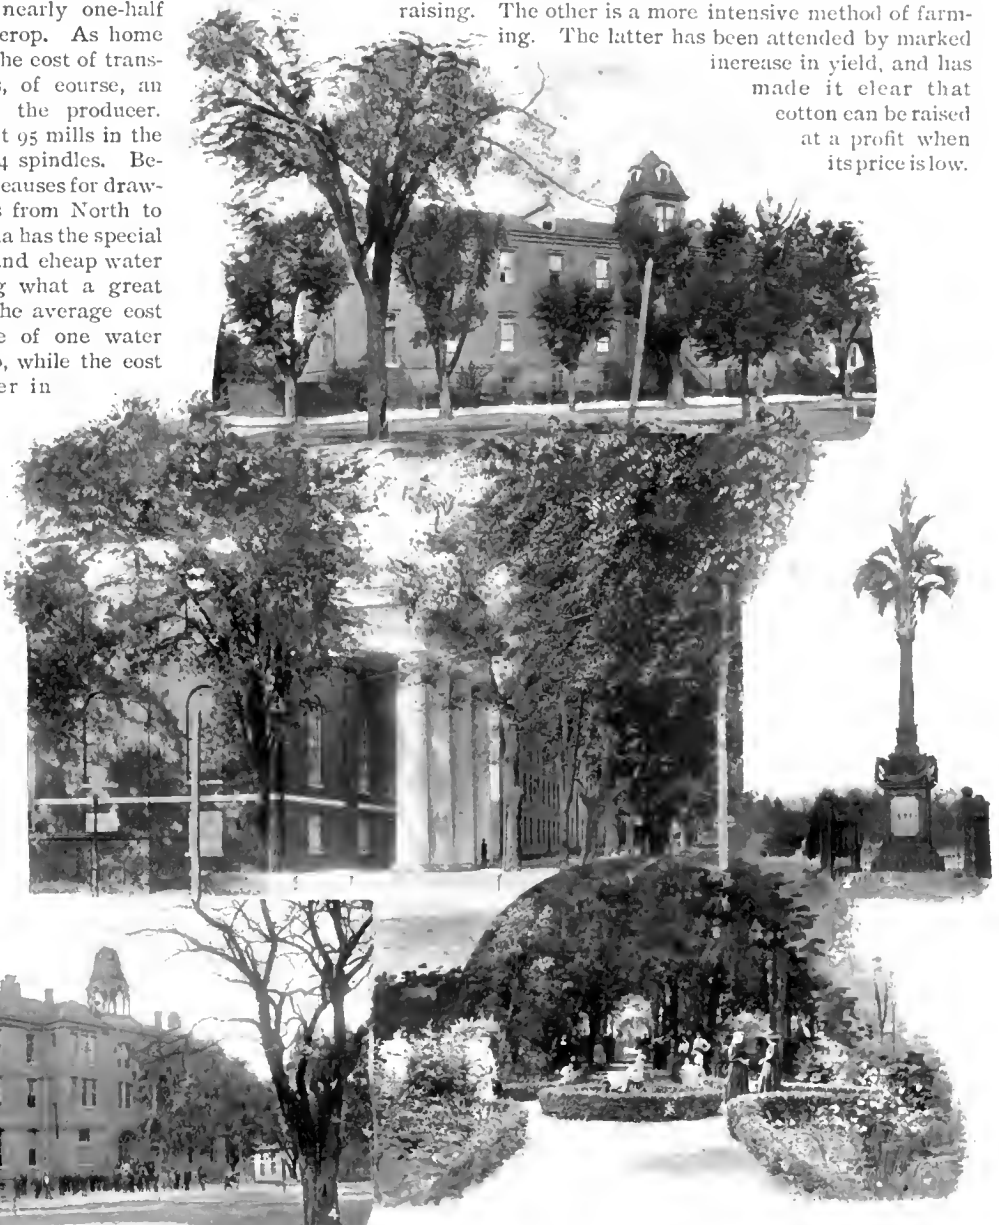 nearly one-half
crop. As home
he cost of trans-
, of course, an
the producer.
t 95 mills in the
4 spindles. Be-
causes for draw-
s from North to
a has the special
nd cheap water
g what a great
he average cost
e of one water
, while the cost
er in
raising. The other is a more intensive method of farm-
ing. The latter has been attended by marked
increase in yield, and has
made it clear that
cotton can be raised
at a profit when
its price is low.